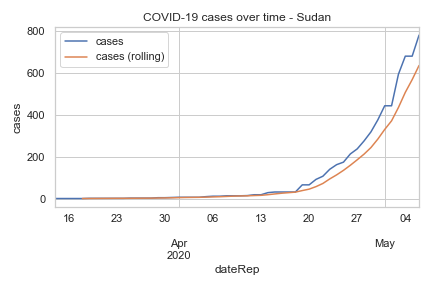 COVID-19 cases over time - Sudan
cases
cases (rolling)
800
600
400
200
0
cases
16 23 30 06 13 20 27 04
Apr May
2020
dateRep